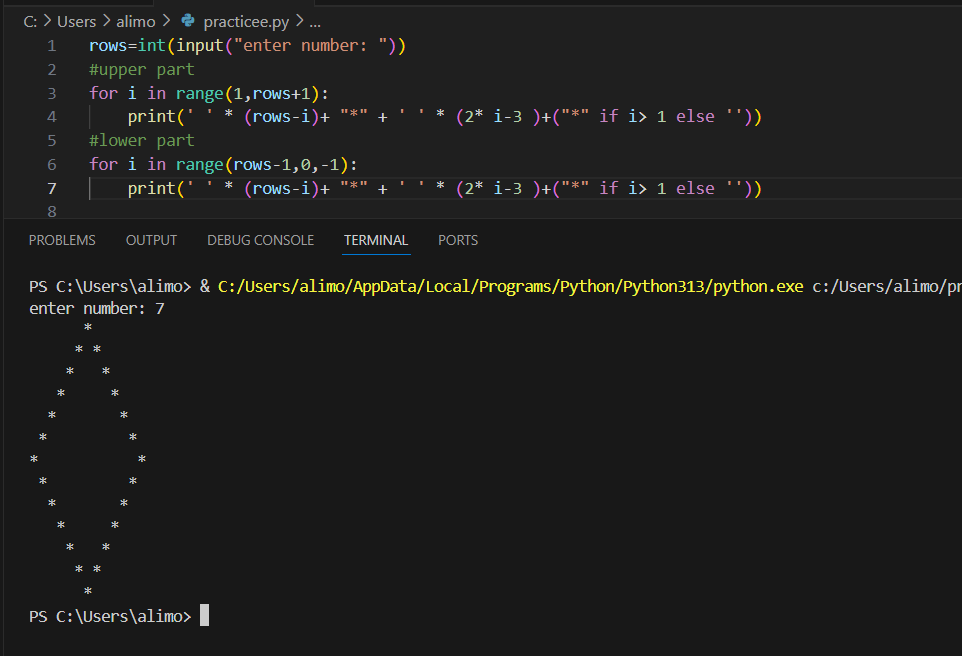 C: > Users > alimo > practicee.py > ...
1 rows=int(input("enter number: "))
2 #upper part
3 for i in range(1,rows+1):
4     print(' ' * (rows-i)+ "*" + ' ' * (2* i-3 )+("*" if i> 1 else ''))
5 #lower part
6 for i in range(rows-1,0,-1):
7     print(' ' * (rows-i)+ "*" + ' ' * (2* i-3 )+("*" if i> 1 else ''))
8
PROBLEMS OUTPUT DEBUG CONSOLE TERMINAL PORTS
PS C:\Users\alimo> & C:/Users/alimo/AppData/Local/Programs/Python/Python313/python.exe c:/Users/alimo/pr
enter number: 7
      *
     * *
    *   *
   *     *
  *       *
 *         *
*           *
 *         *
  *       *
   *     *
    *   *
     * *
      *
PS C:\Users\alimo>